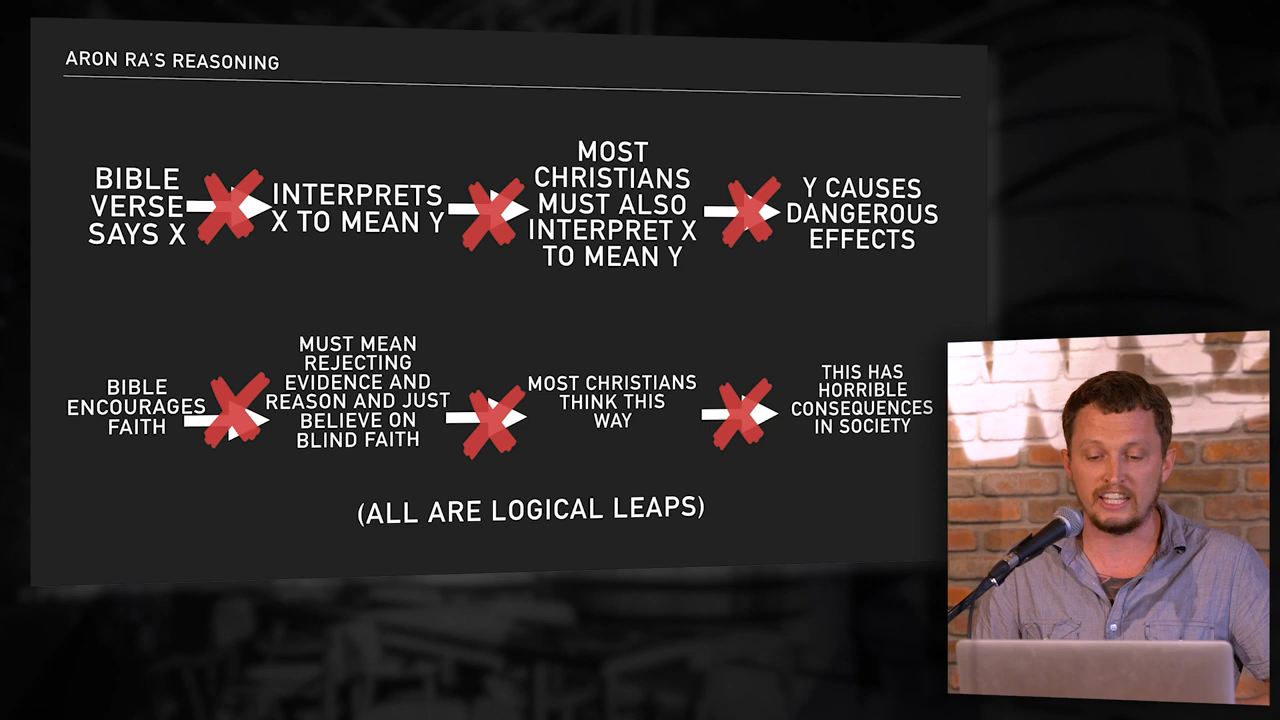 ARON RA'S REASONING
BIBLE
VERSE
SAYS X
INTERPRETS
X TO MEAN Y
MOST
CHRISTIANS
MUST ALSO
INTERPRET X
TO MEAN Y
Y CAUSES
DANGEROUS
EFFECTS
BIBLE
ENCOURAGES
FAITH
MUST MEAN
REJECTING
EVIDENCE AND
REASON AND JUST
BELIEVE ON
BLIND FAITH
MOST CHRISTIANS
THINK THIS
WAY
THIS HAS
HORRIBLE
CONSEQUENCES
IN SOCIETY
(ALL ARE LOGICAL LEAPS)